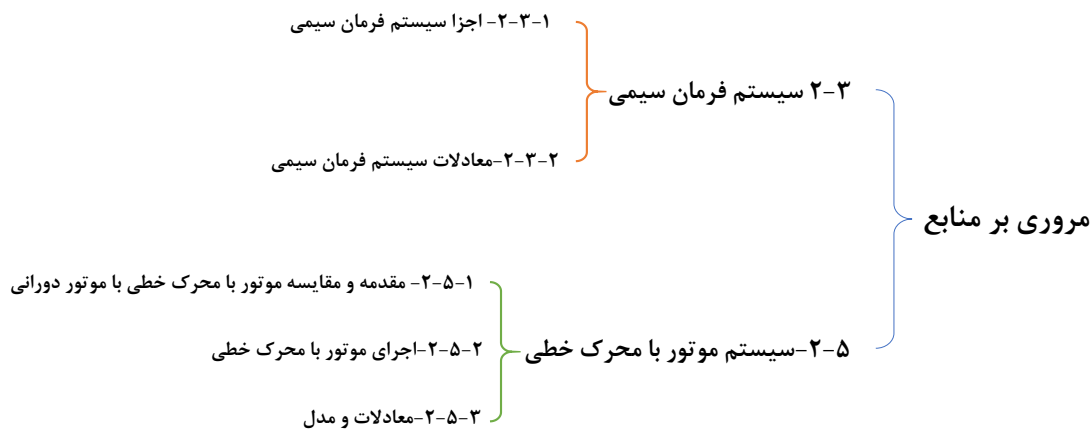 مروری بر منابع
۲-۳ سیستم فرمان سیمی
۲-۳-۱- اجزا سیستم فرمان سیمی
۲-۳-۲-معادلات سیستم فرمان سیمی
۲-۵-سیستم موتور با محرک خطی
۲-۵-۱- مقدمه و مقایسه موتور با محرک خطی با موتور دورانی
۲-۵-۲-اجرای موتور با محرک خطی
۲-۵-۳-معادلات و مدل